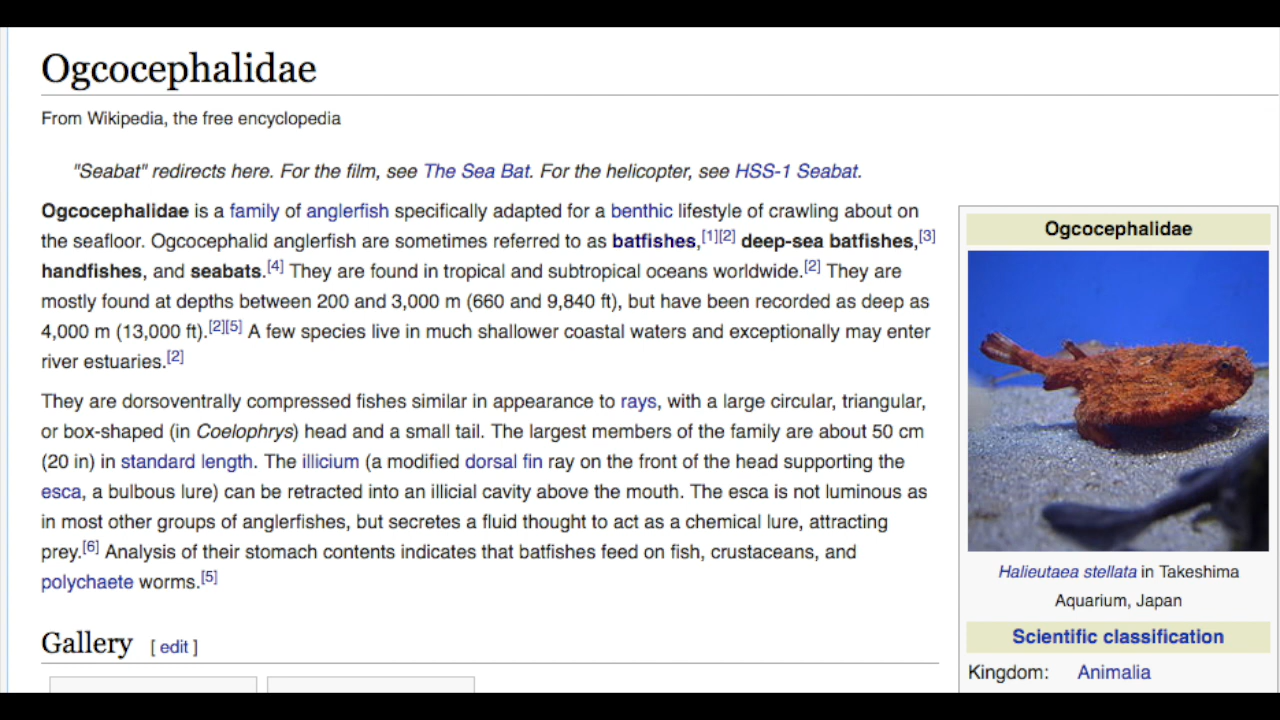 Ogcocephalidae
From Wikipedia, the free encyclopedia
"Seabat" redirects here. For the film, see The Sea Bat. For the helicopter, see HSS-1 Seabat.
Ogcocephalidae is a family of anglerfish specifically adapted for a benthic lifestyle of crawling about on
the seafloor. Ogcocephalid anglerfish are sometimes referred to as batfishes,[1][2] deep-sea batfishes,[3]
handfishes, and seabats.[4] They are found in tropical and subtropical oceans worldwide.[2] They are
mostly found at depths between 200 and 3,000 m (660 and 9,840 ft), but have been recorded as deep as
4,000 m (13,000 ft).[2][5] A few species live in much shallower coastal waters and exceptionally may enter
river estuaries.[2]
They are dorsoventrally compressed fishes similar in appearance to rays, with a large circular, triangular,
or box-shaped (in Coelophrys) head and a small tail. The largest members of the family are about 50 cm
(20 in) in standard length. The illicium (a modified dorsal fin ray on the front of the head supporting the
esca, a bulbous lure) can be retracted into an illicial cavity above the mouth. The esca is not luminous as
in most other groups of anglerfishes, but secretes a fluid thought to act as a chemical lure, attracting
prey.[6] Analysis of their stomach contents indicates that batfishes feed on fish, crustaceans, and
polychaete worms.[5]
Gallery [ edit ]
Ogcocephalidae
Halieutaea stellata in Takeshima
Aquarium, Japan
Scientific classification
Kingdom: Animalia